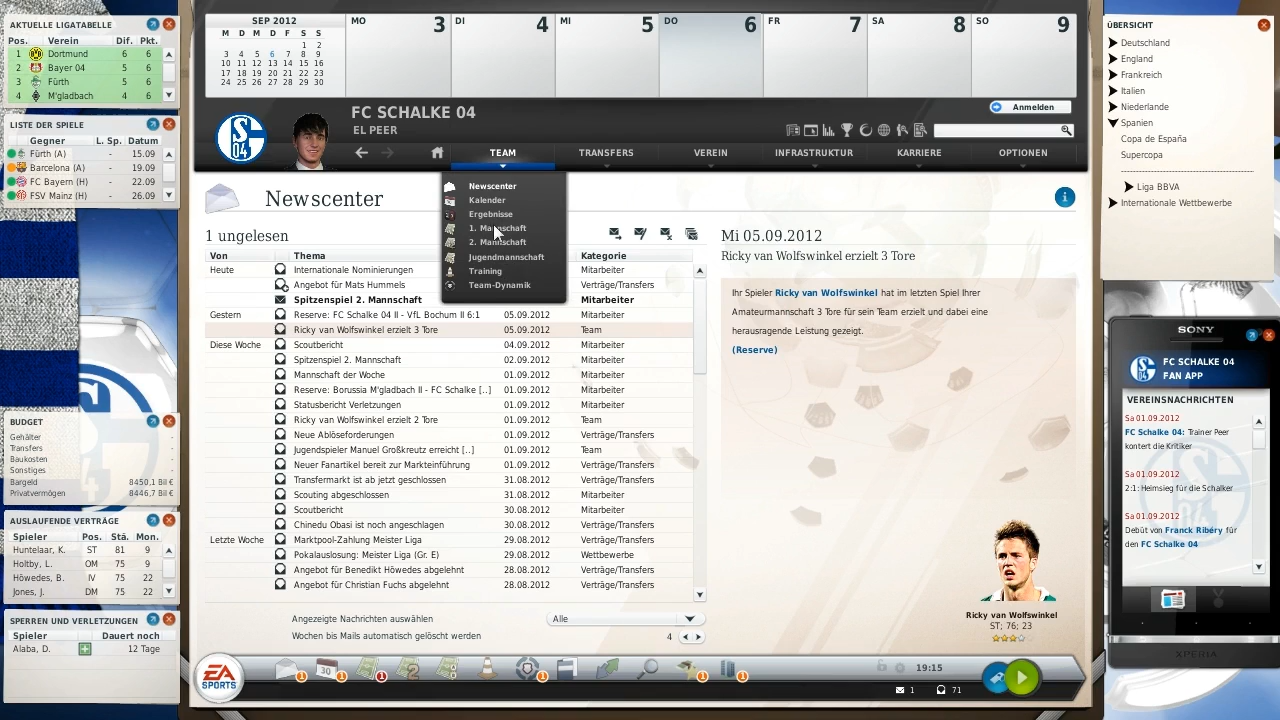 AKTUELLE LIGATABELLE
Pos. Verein Dif. Pkt.
1 Dortmund 6 6
2 Bayer 04 5 6
3 Fürth 5 6
4 M'gladbach 4 6
LISTE DER SPIELE
Gegner L. Sp. Datum
Fürth (A) - 15.09
Barcelona (A) - 19.09
FC Bayern (H) - 22.09
FSV Mainz (H) - 26.09
BUDGET
Gehälter -
Transfers -
Baukosten -
Sonstiges -
Bargeld 8450,1 Bil €
Privatvermögen 8446,7 Bil €
AUSLAUFENDE VERTRÄGE
Spieler Pos. Stä. Mon.
Huntelaar, K. ST 81 9
Holtby, L. OM 75 9
Höwedes, B. IV 75 22
Jones, J. DM 75 22
SPERREN UND VERLETZUNGEN
Spieler Dauert noch
Alaba, D. 12 Tage
SEP 2012
M D M D F S S
1 2
3 4 5 6 7 8 9
10 11 12 13 14 15 16
17 18 19 20 21 22 23
24 25 26 27 28 29 30
MO 3 DI 4 MI 5 DO 6 FR 7 SA 8 SO 9
FC SCHALKE 04
EL PEER
Anmelden
TEAM TRANSFERS VEREIN INFRASTRUKTUR KARRIERE OPTIONEN
Newscenter
Kalender
Ergebnisse
1. Mannschaft
2. Mannschaft
Jugendmannschaft
Training
Team-Dynamik
Newscenter
1 ungelesen
Von Thema Kategorie
Heute Internationale Nominierungen Mitarbeiter
Angebot für Mats Hummels Verträge/Transfers
Spitzenspiel 2. Mannschaft Mitarbeiter
Gestern Reserve: FC Schalke 04 II - VfL Bochum II 6:1 05.09.2012 Mitarbeiter
Ricky van Wolfswinkel erzielt 3 Tore 05.09.2012 Team
Diese Woche Scoutbericht 04.09.2012 Mitarbeiter
Spitzenspiel 2. Mannschaft 02.09.2012 Mitarbeiter
Mannschaft der Woche 01.09.2012 Mitarbeiter
Reserve: Borussia M'gladbach II - FC Schalke [..] 01.09.2012 Mitarbeiter
Statusbericht Verletzungen 01.09.2012 Mitarbeiter
Ricky van Wolfswinkel erzielt 2 Tore 01.09.2012 Team
Neue Ablöseforderungen 01.09.2012 Verträge/Transfers
Jugendspieler Manuel Großkreutz erreicht [..] 01.09.2012 Team
Neuer Fanartikel bereit zur Markteinführung 01.09.2012 Verträge/Transfers
Transfermarkt ist ab jetzt geschlossen 31.08.2012 Verträge/Transfers
Scouting abgeschlossen 31.08.2012 Mitarbeiter
Scoutbericht 30.08.2012 Mitarbeiter
Chinedu Obasi ist noch angeschlagen 30.08.2012 Verträge/Transfers
Letzte Woche Marktpool-Zahlung Meister Liga 29.08.2012 Verträge/Transfers
Pokalauslosung: Meister Liga (Gr. E) 29.08.2012 Wettbewerbe
Angebot für Benedikt Höwedes abgelehnt 28.08.2012 Verträge/Transfers
Angebot für Christian Fuchs abgelehnt 28.08.2012 Verträge/Transfers
Angezeigte Nachrichten auswählen Alle
Wochen bis Mails automatisch gelöscht werden 4
Mi 05.09.2012
Ricky van Wolfswinkel erzielt 3 Tore
Ihr Spieler Ricky van Wolfswinkel hat im letzten Spiel Ihrer
Amateurmannschaft 3 Tore für sein Team erzielt und dabei eine
herausragende Leistung gezeigt.
(Reserve)
Ricky van Wolfswinkel
ST; 76; 23
EA SPORTS
30
1 1 1 1 1 1
19:15
1 71
ÜBERSICHT
Deutschland
England
Frankreich
Italien
Niederlande
Spanien
Copa de España
Supercopa
Liga BBVA
Internationale Wettbewerbe
SONY
FC SCHALKE 04
FAN APP
VEREINSNACHRICHTEN
Sa 01.09.2012
FC Schalke 04: Trainer Peer
kontert die Kritiker
Sa 01.09.2012
2:1: Heimsieg für die Schalker
Sa 01.09.2012
Debüt von Franck Ribéry für
den FC Schalke 04
XPERIA